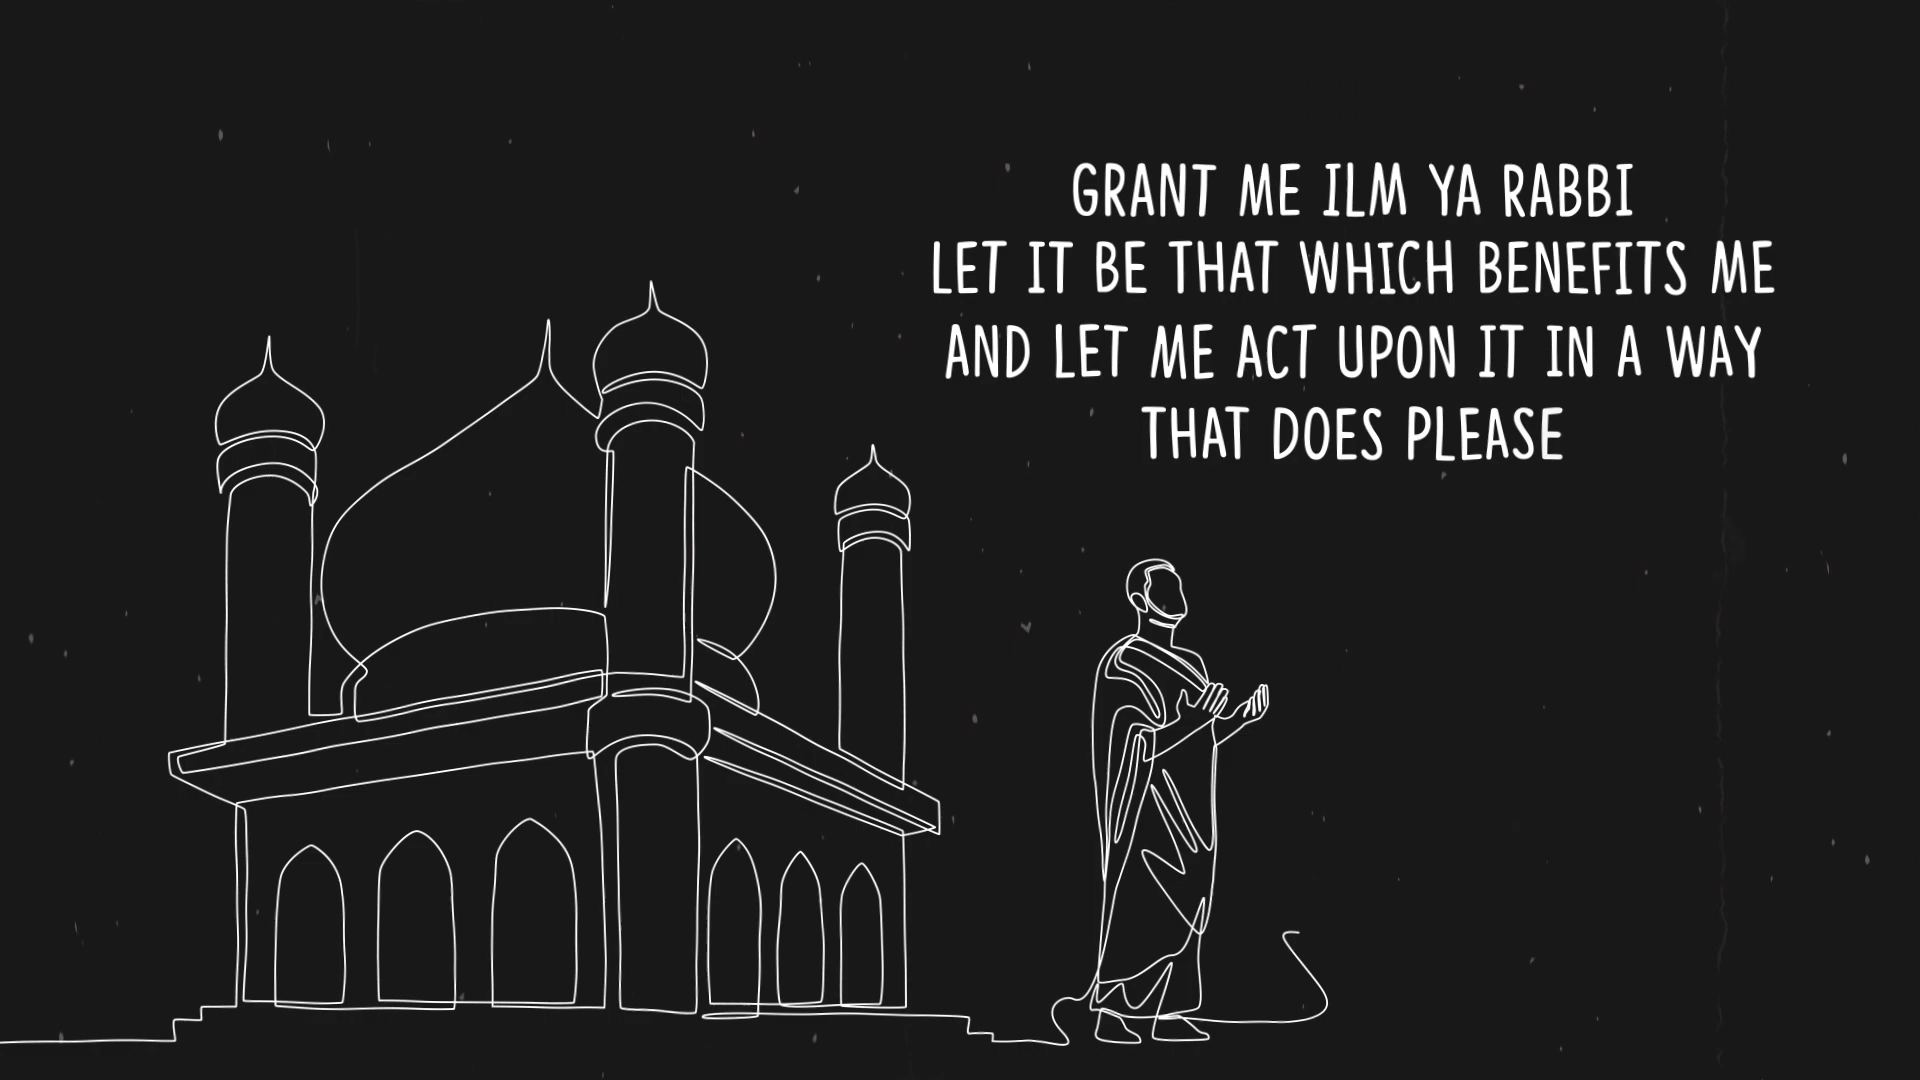 GRANT ME ILM YA RABBI
LET IT BE THAT WHICH BENEFITS ME
AND LET ME ACT UPON IT IN A WAY
THAT DOES PLEASE